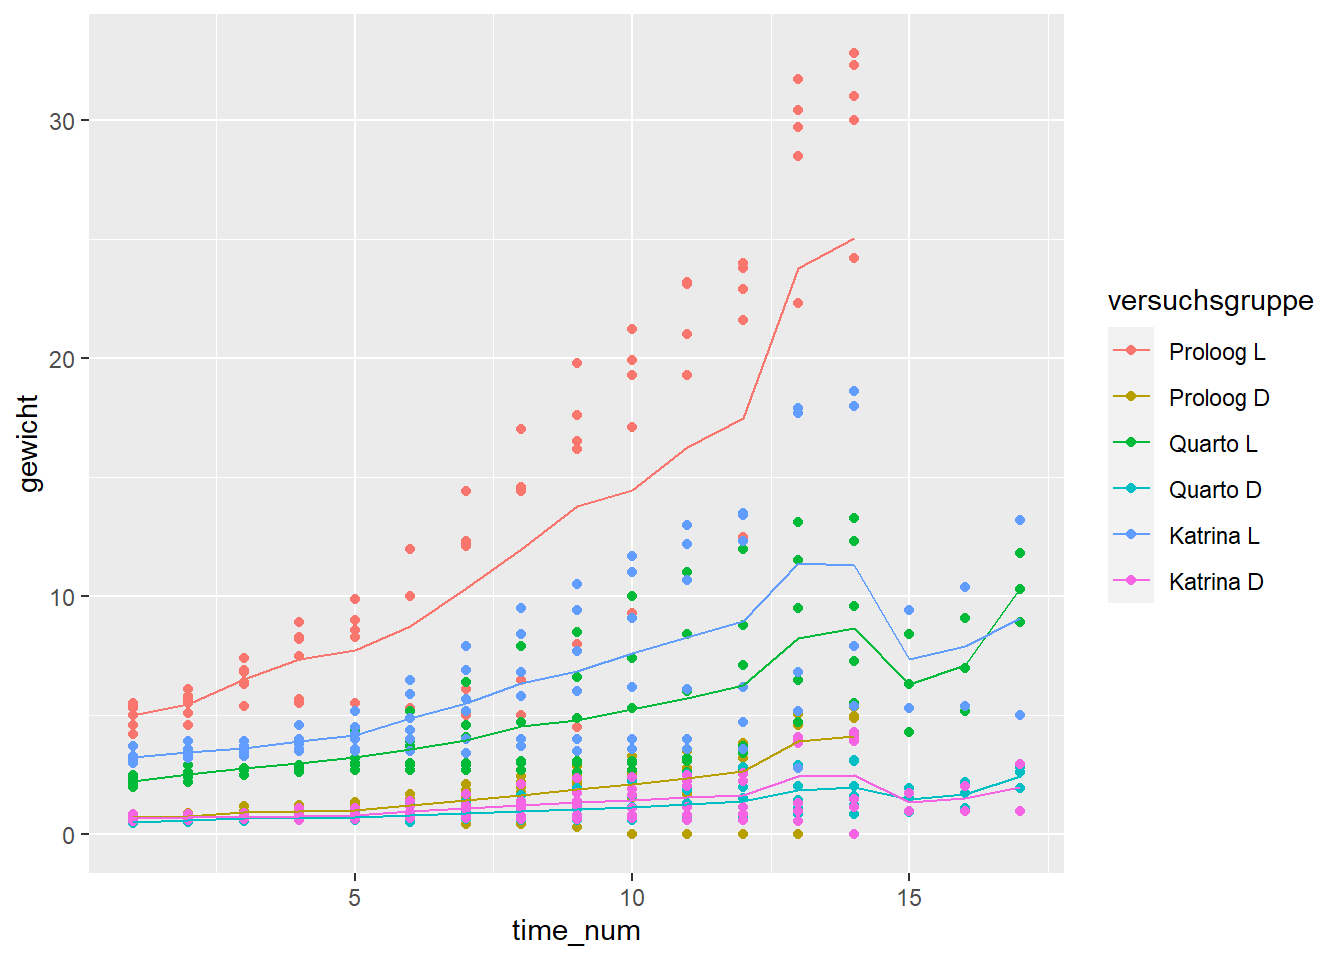 30
20
10
0
gewicht
5
10
15
time_num
versuchsgruppe
Proloog L
Proloog D
Quarto L
Quarto D
Katrina L
Katrina D